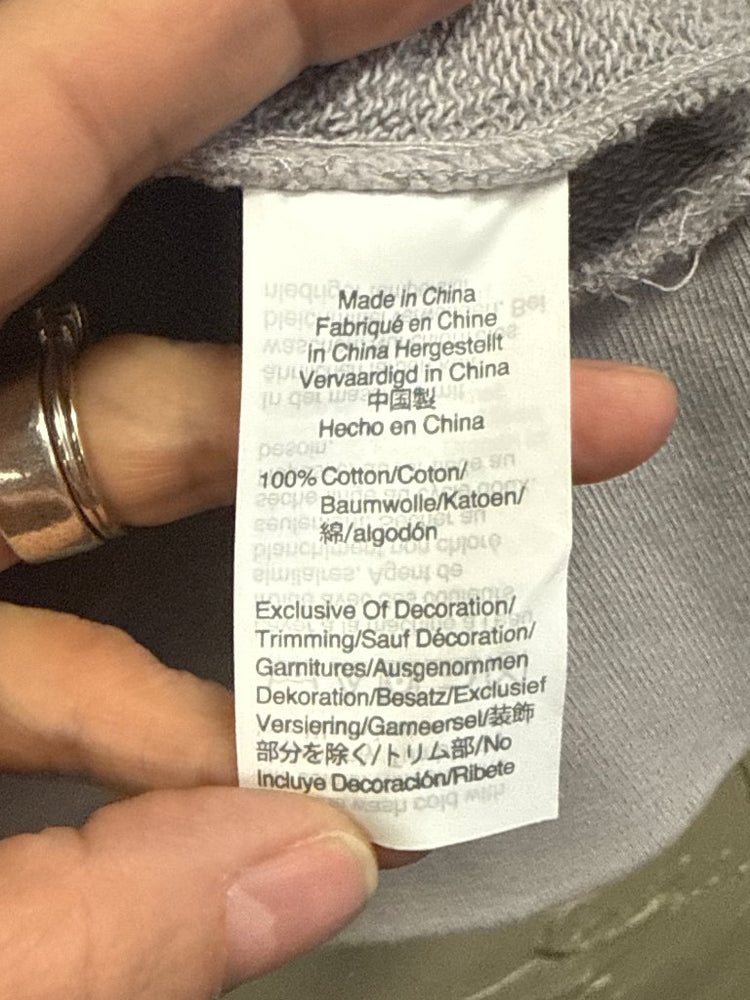 Made in China
Fabriqué en Chine
in China Hergestellt
Vervaardigd in China
中国製
Hecho en China
100% Cotton/Coton/
Baumwolle/Katoen/
綿/algodón
Exclusive Of Decoration/
Trimming/Sauf Décoration/
Garnitures/Ausgenommen
Dekoration/Besatz/Exclusief
Versiering/Garneersel/装飾
部分を除く/トリム部/No
Incluye Decoración/Ribete